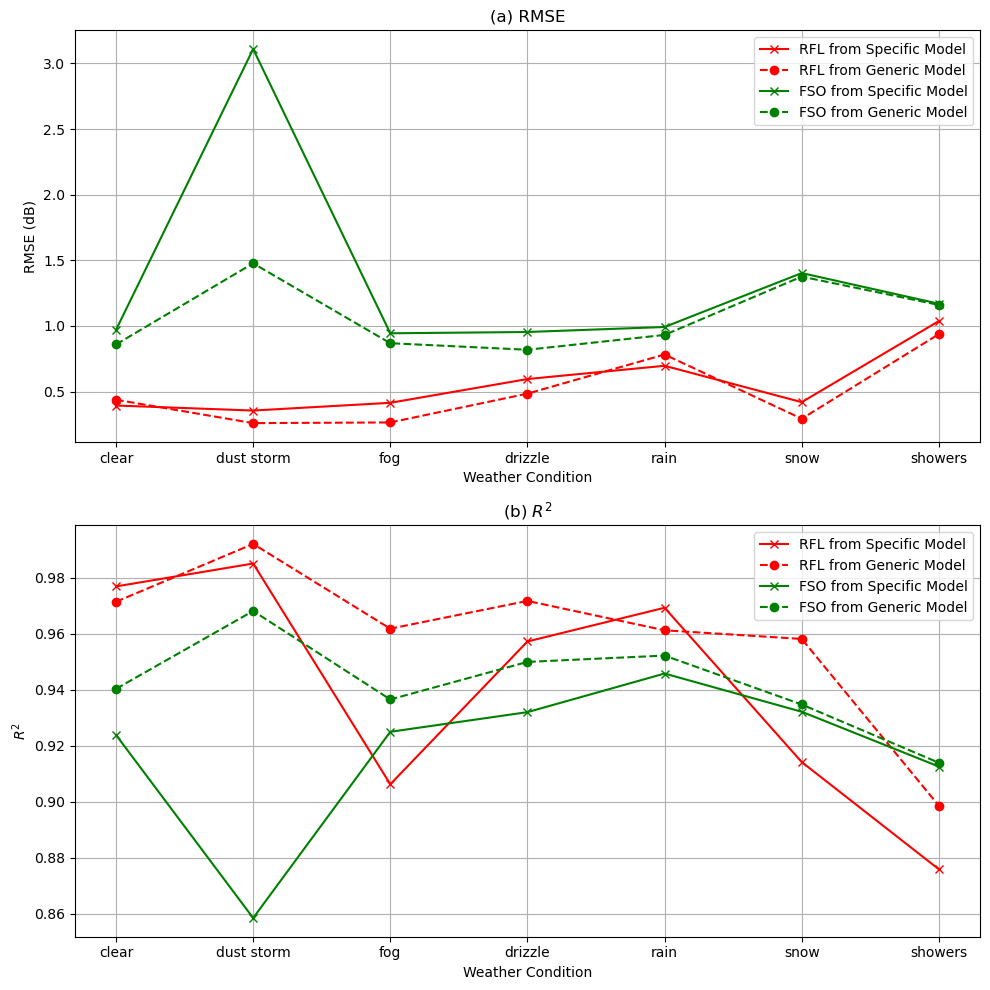 (a) RMSE
RFL from Specific Model
RFL from Generic Model
FSO from Specific Model
FSO from Generic Model
3.0
2.5
2.0
1.5
1.0
0.5
RMSE (dB)
clear dust storm fog drizzle rain snow showers
Weather Condition
(b) R²
RFL from Specific Model
RFL from Generic Model
FSO from Specific Model
FSO from Generic Model
0.98
0.96
0.94
0.92
0.90
0.88
0.86
R²
clear dust storm fog drizzle rain snow showers
Weather Condition